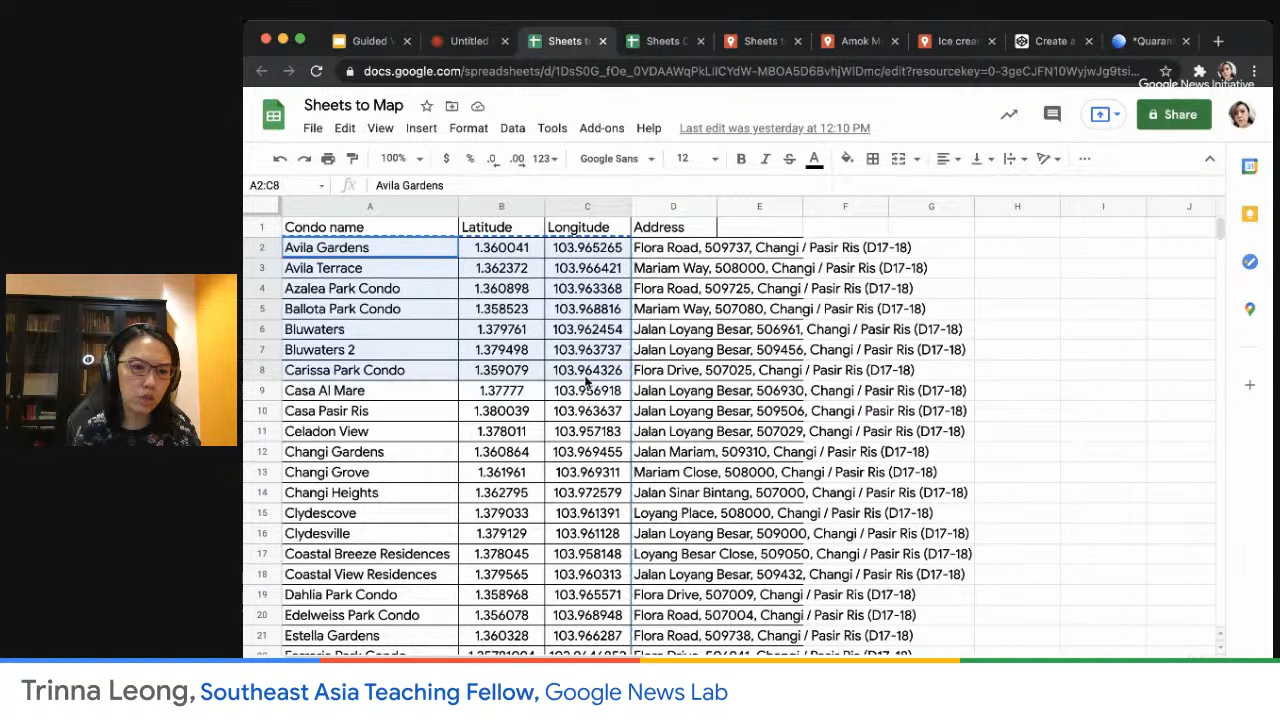 Guided M
Untitled
Sheets to
Sheets C
Sheets t
Amok M
Ice crea
Create a
*Quaran
docs.google.com/spreadsheets/d/1DsS0G_fOe_0VDAAWqPkLlICYdW-MBOA5D6BvhjWlDmc/edit?resourcekey=0-3geCJFN10WyjwJg9tsi...
Google News Initiative
Sheets to Map
File Edit View Insert Format Data Tools Add-ons Help Last edit was yesterday at 12:10 PM
Share
100% $ % .0 .00 123 Google Sans 12 B I S A
A2:C8 fx Avila Gardens
A B C D E F G H I J
1 Condo name Latitude Longitude Address
2 Avila Gardens 1.360041 103.965265 Flora Road, 509737, Changi / Pasir Ris (D17-18)
3 Avila Terrace 1.362372 103.966421 Mariam Way, 508000, Changi / Pasir Ris (D17-18)
4 Azalea Park Condo 1.360898 103.963368 Flora Road, 509725, Changi / Pasir Ris (D17-18)
5 Ballota Park Condo 1.358523 103.968816 Mariam Way, 507080, Changi / Pasir Ris (D17-18)
6 Bluwaters 1.379761 103.962454 Jalan Loyang Besar, 506961, Changi / Pasir Ris (D17-18)
7 Bluwaters 2 1.379498 103.963737 Jalan Loyang Besar, 509456, Changi / Pasir Ris (D17-18)
8 Carissa Park Condo 1.359079 103.964326 Flora Drive, 507025, Changi / Pasir Ris (D17-18)
9 Casa Al Mare 1.37777 103.956918 Jalan Loyang Besar, 506930, Changi / Pasir Ris (D17-18)
10 Casa Pasir Ris 1.380039 103.963637 Jalan Loyang Besar, 509506, Changi / Pasir Ris (D17-18)
11 Celadon View 1.378011 103.957183 Jalan Loyang Besar, 507029, Changi / Pasir Ris (D17-18)
12 Changi Gardens 1.360864 103.969455 Jalan Mariam, 509310, Changi / Pasir Ris (D17-18)
13 Changi Grove 1.361961 103.969311 Mariam Close, 508000, Changi / Pasir Ris (D17-18)
14 Changi Heights 1.362795 103.972579 Jalan Sinar Bintang, 507000, Changi / Pasir Ris (D17-18)
15 Clydescove 1.379033 103.961391 Loyang Place, 508000, Changi / Pasir Ris (D17-18)
16 Clydesville 1.379129 103.961128 Jalan Loyang Besar, 509000, Changi / Pasir Ris (D17-18)
17 Coastal Breeze Residences 1.378045 103.958148 Loyang Besar Close, 509050, Changi / Pasir Ris (D17-18)
18 Coastal View Residences 1.379565 103.960313 Jalan Loyang Besar, 509432, Changi / Pasir Ris (D17-18)
19 Dahlia Park Condo 1.358968 103.965571 Flora Drive, 507009, Changi / Pasir Ris (D17-18)
20 Edelweiss Park Condo 1.356078 103.968948 Flora Road, 507004, Changi / Pasir Ris (D17-18)
21 Estella Gardens 1.360328 103.966287 Flora Road, 509738, Changi / Pasir Ris (D17-18)
Trinna Leong, Southeast Asia Teaching Fellow, Google News Lab